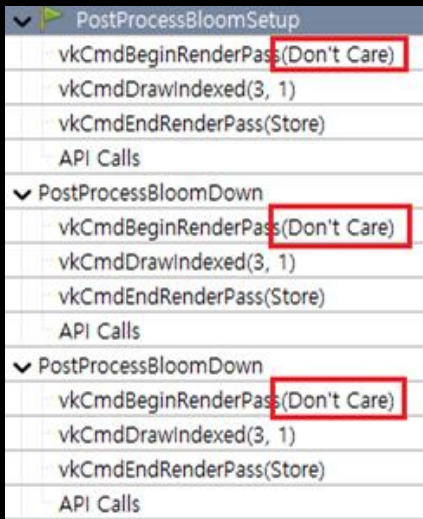 PostProcessBloomSetup
vkCmdBeginRenderPass(Don't Care)
vkCmdDrawIndexed(3, 1)
vkCmdEndRenderPass(Store)
API Calls
PostProcessBloomDown
vkCmdBeginRenderPass(Don't Care)
vkCmdDrawIndexed(3, 1)
vkCmdEndRenderPass(Store)
API Calls
PostProcessBloomDown
vkCmdBeginRenderPass(Don't Care)
vkCmdDrawIndexed(3, 1)
vkCmdEndRenderPass(Store)
API Calls